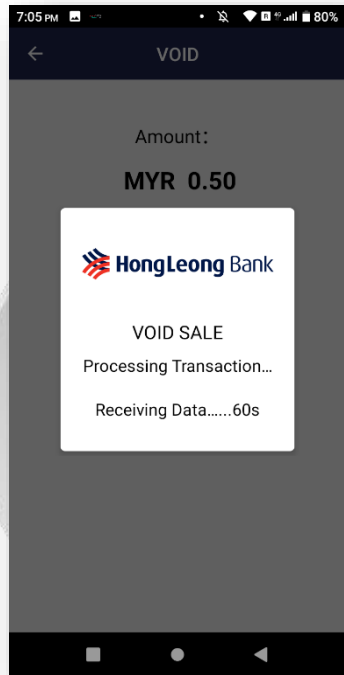 7:05 PM 80%
VOID
Amount:
MYR 0.50
HongLeong Bank
VOID SALE
Processing Transaction...
Receiving Data......60s